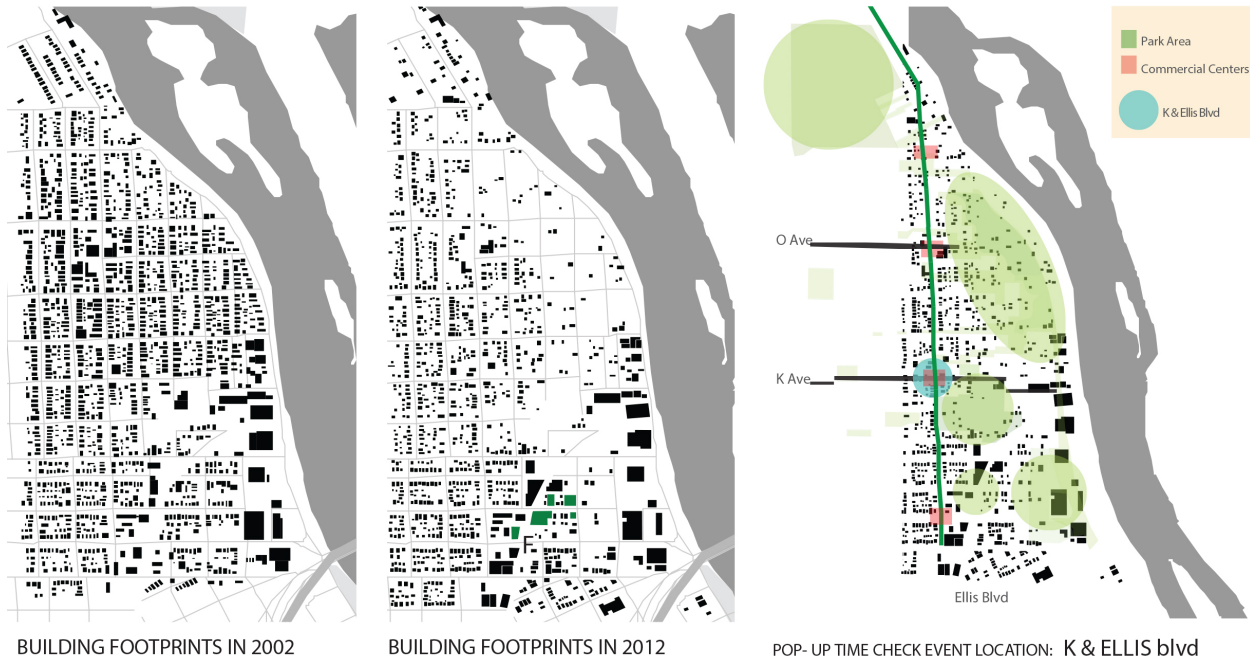 Park Area
Commercial Centers
K & Ellis Blvd
O Ave
K Ave
F
Ellis Blvd
BUILDING FOOTPRINTS IN 2002
BUILDING FOOTPRINTS IN 2012
POP- UP TIME CHECK EVENT LOCATION: K & ELLIS blvd